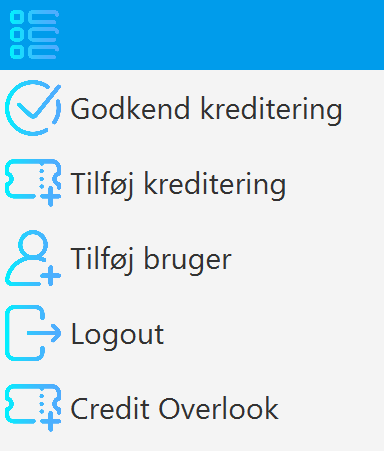 Godkend kreditering
Tilføj kreditering
Tilføj bruger
Logout
Credit Overlook